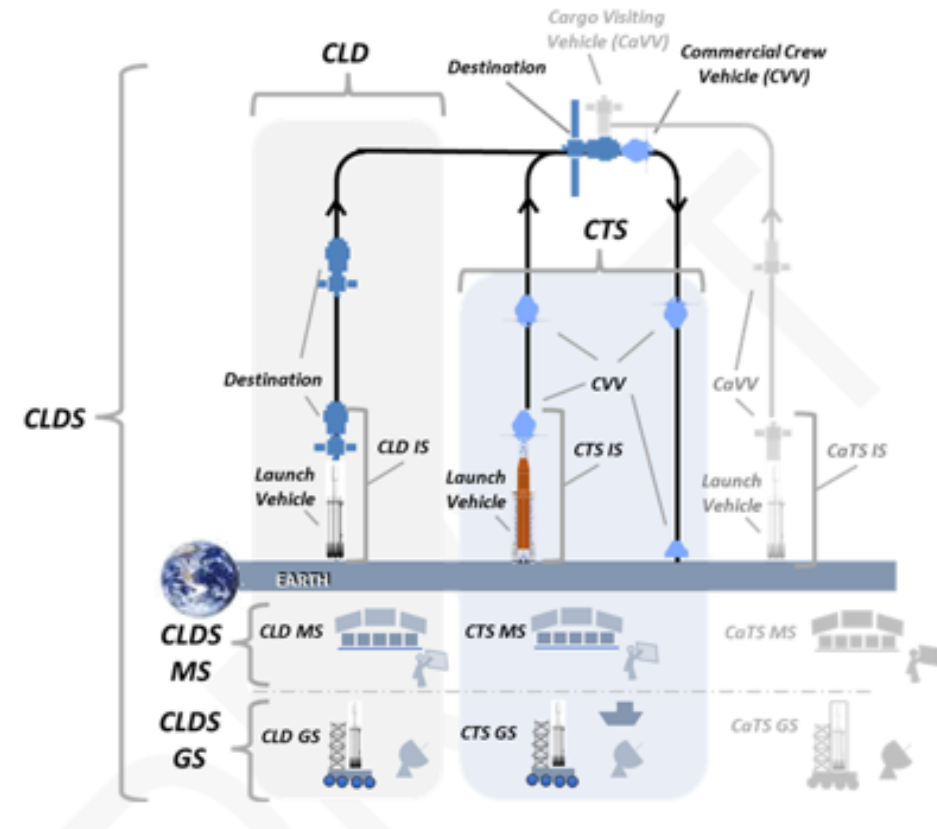 Cargo Visiting
Vehicle (CaVV)
CLD
Destination
Commercial Crew
Vehicle (CVV)
CTS
Destination
CVV
CaVV
CLDS
CLD IS
CTS IS
CaTS IS
Launch
Vehicle
Launch
Vehicle
Launch
Vehicle
EARTH
CLDS
MS
CLD MS
CTS MS
CaTS MS
CLDS
GS
CLD GS
CTS GS
CaTS GS